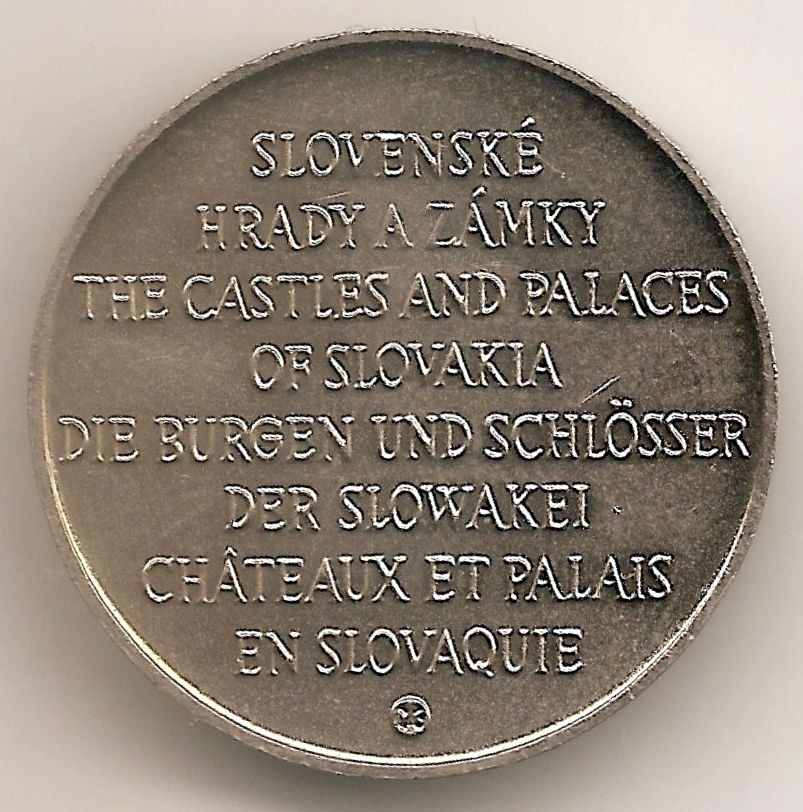 SLOVENSKÉ
HRADY A ZÁMKY
THE CASTLES AND PALACES
OF SLOVAKIA
DIE BURGEN UND SCHLÖSSER
DER SLOWAKEI
CHÂTEAUX ET PALAIS
EN SLOVAQUIE